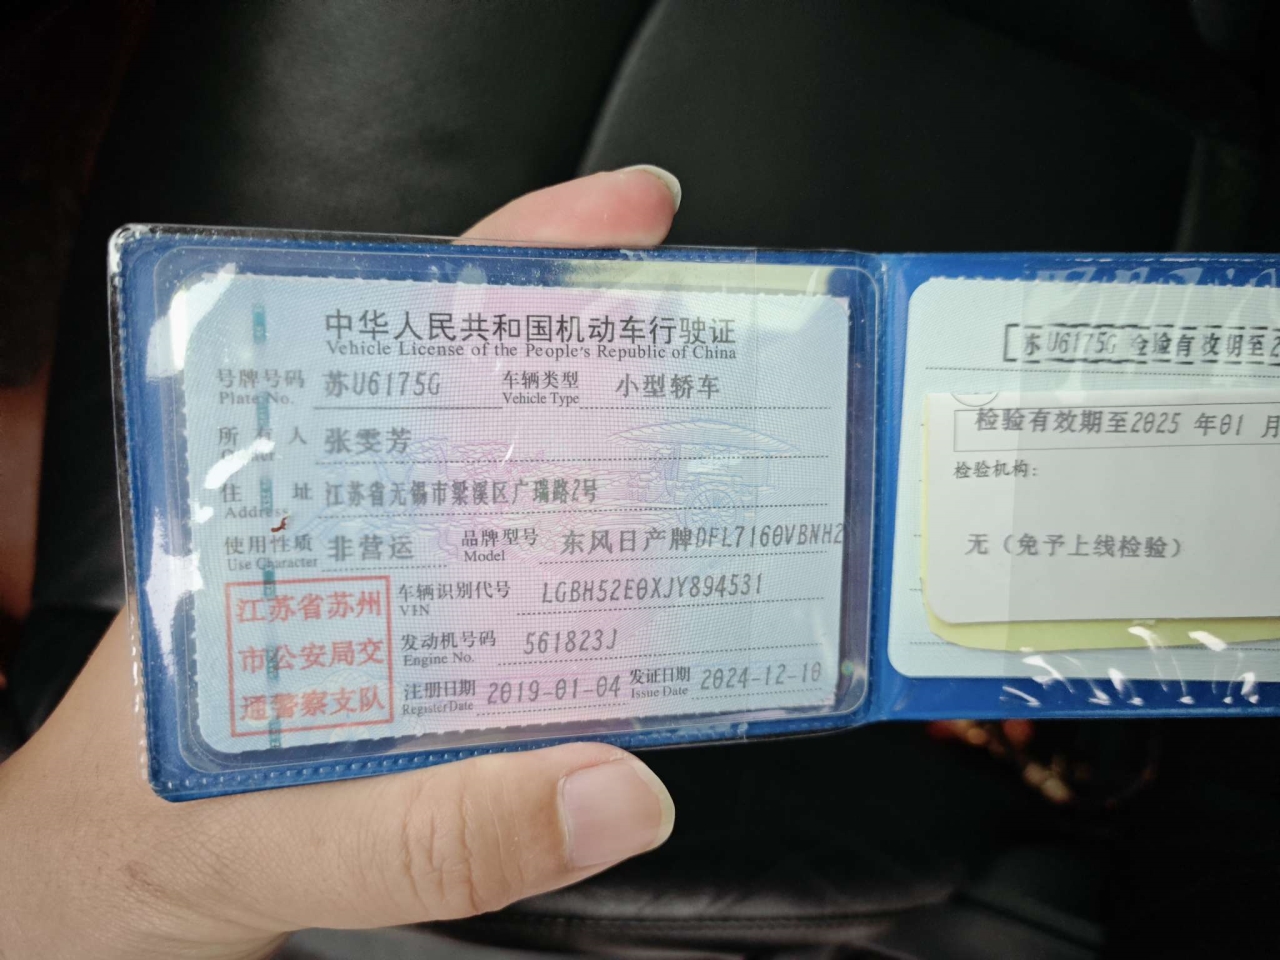 中华人民共和国机动车行驶证
Vehicle License of the People's Republic of China
号牌号码 苏U6175G 车辆类型 小型轿车
Plate No. Vehicle Type
所有人 张雯芳
住址 江苏省无锡市梁溪区广瑞路2号
Address
使用性质 非营运 品牌型号 东风日产牌DFL7160VBNH2
Use Character Model
江苏省苏州
市公安局交
通警察支队
车辆识别代号 LGBH52E0XJY894531
VIN
发动机号码 561823J
Engine No.
注册日期 2019-01-04 发证日期 2024-12-10
Register Date Issue Date
苏U6175G 检验有效期至2
检验有效期至2025 年01 月
检验机构:
无（免予上线检验）